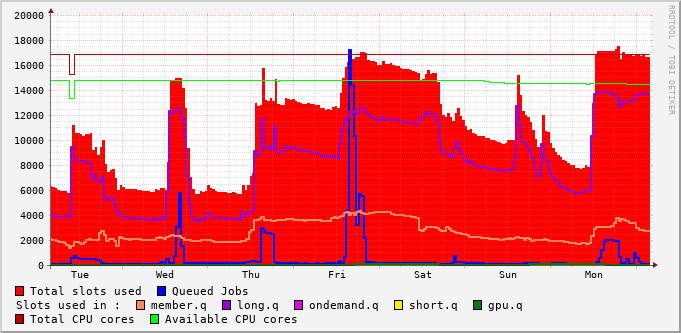 20000
18000
16000
14000
12000
10000
8000
6000
4000
2000
0
Tue Wed Thu Fri Sat Sun Mon
RRDTOOL / TOBI OETIKER
Total slots used Queued Jobs
Slots used in : member.q long.q ondemand.q short.q gpu.q
Total CPU cores Available CPU cores